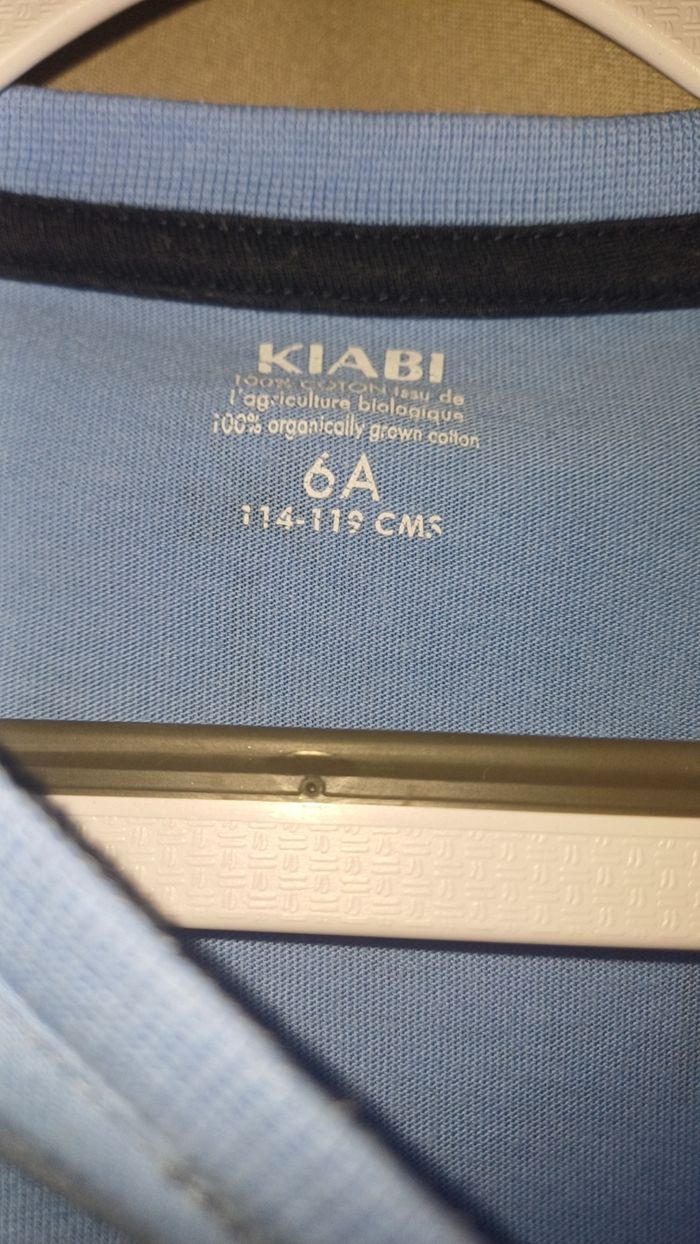 KIABI
100% COTON issu de
l'agriculture biologique
100% organically grown cotton
6A
114-119 CMS